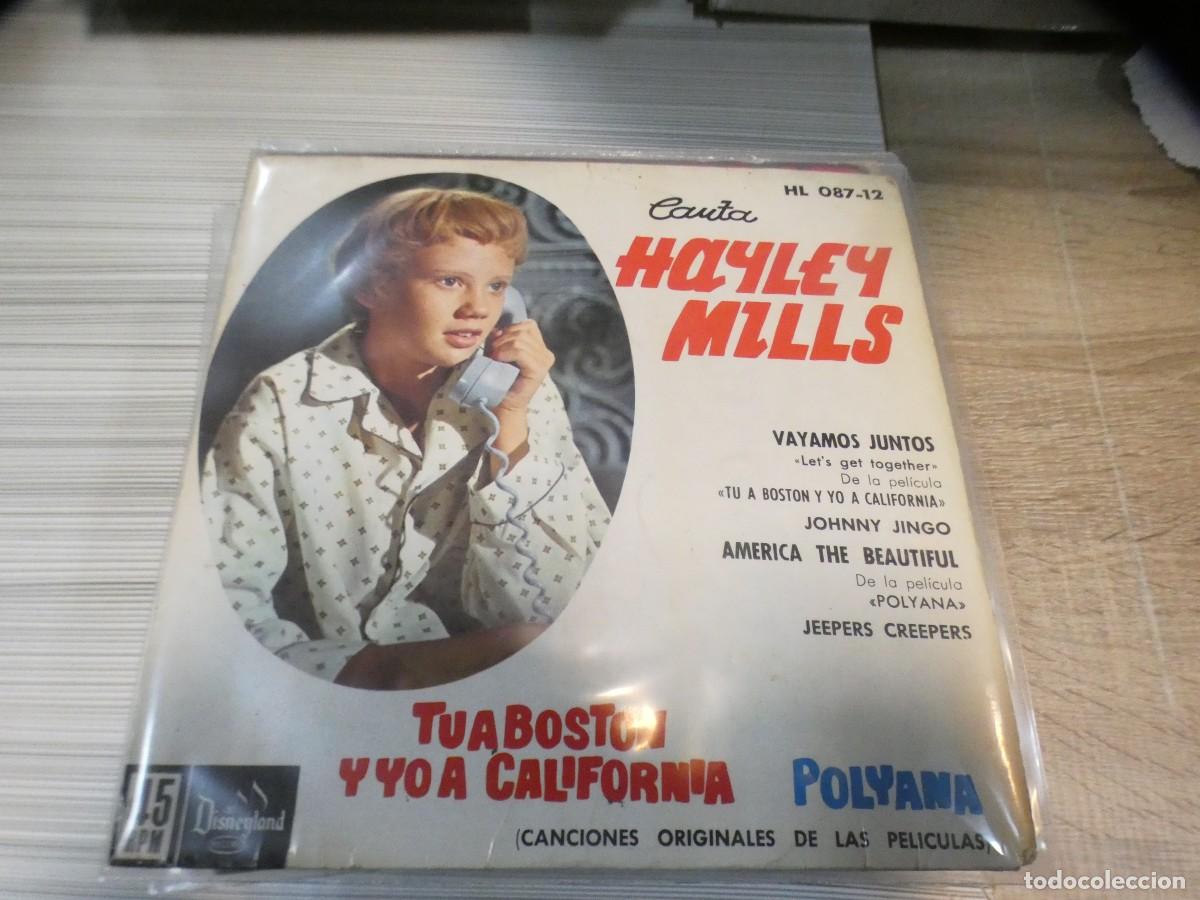 HL 087-12
Canta
HAYLEY
MILLS
VAYAMOS JUNTOS
«Let's get together»
De la película
«TU A BOSTON Y YO A CALIFORNIA»
JOHNNY JINGO
AMERICA THE BEAUTIFUL
De la película
«POLYANA»
JEEPERS CREEPERS
TU A BOSTON
Y YO A CALIFORNIA
POLYANA
(CANCIONES ORIGINALES DE LAS PELICULAS)
45
RPM
Disneyland
todocoleccion